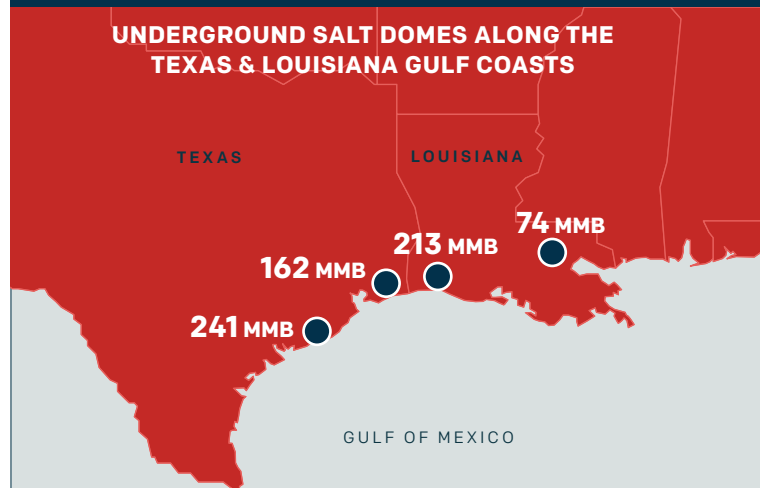 UNDERGROUND SALT DOMES ALONG THE
TEXAS & LOUISIANA GULF COASTS
TEXAS
LOUISIANA
74 MMB
213 MMB
162 MMB
241 MMB
GULF OF MEXICO